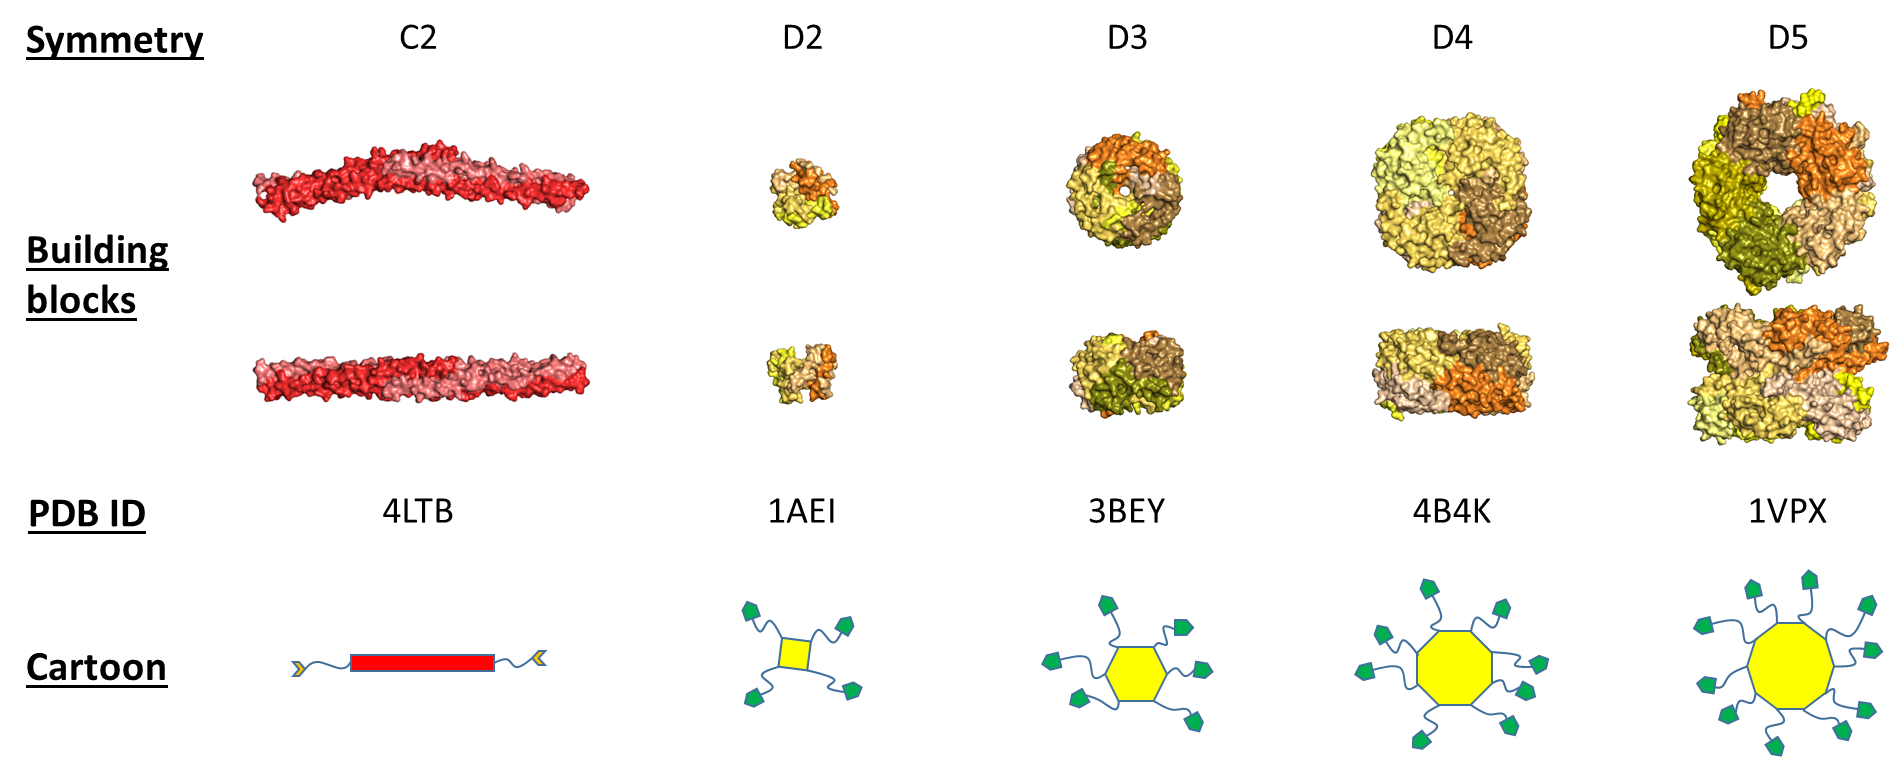 Symmetry C2 D2 D3 D4 D5
Building
blocks
PDB ID 4LTB 1AEI 3BEY 4B4K 1VPX
Cartoon